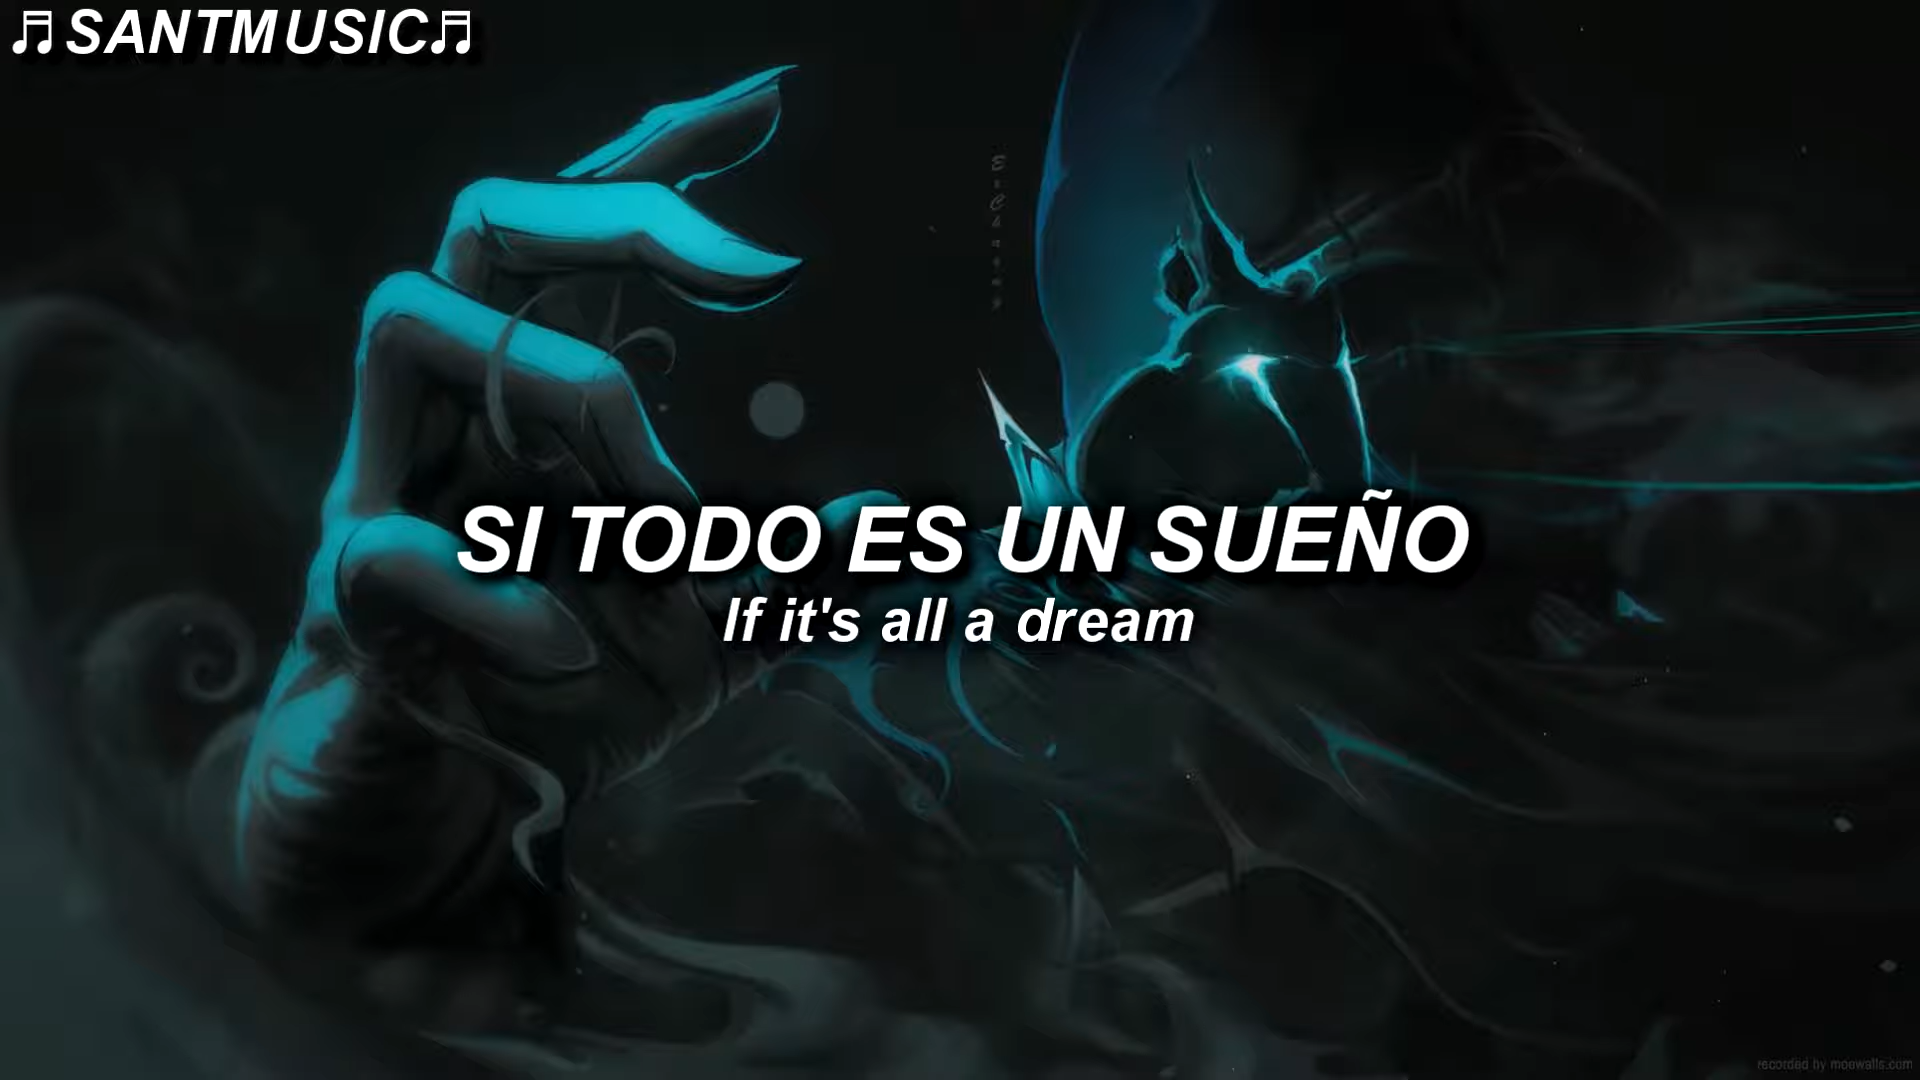 ♬SANTMUSIC♬
SI TODO ES UN SUEÑO
If it's all a dream
recorded by moewalls.com